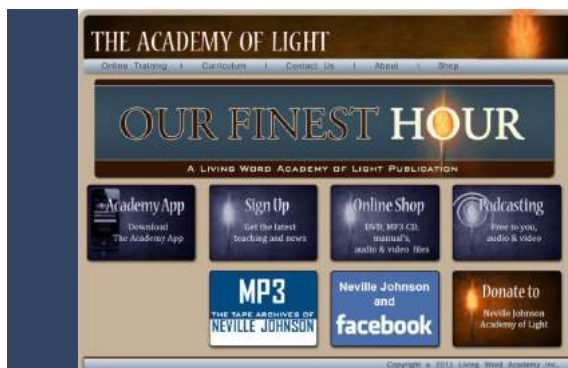 THE ACADEMY OF LIGHT
Online Training | Curriculum | Contact Us | About | Shop
OUR FINEST HOUR
A LIVING WORD ACADEMY OF LIGHT PUBLICATION
Academy App
Download
The Academy App
Sign Up
Get the latest
teaching and news
Online Shop
DVD, MP3 CD,
manual's,
audio & video files
Podcasting
Free to you,
audio & video
MP3
THE TAPE ARCHIVES OF
NEVILLE JOHNSON
Neville Johnson
and
facebook
Donate to
Neville Johnson
Academy of Light
Copyright © 2013 Living Word Academy Inc.